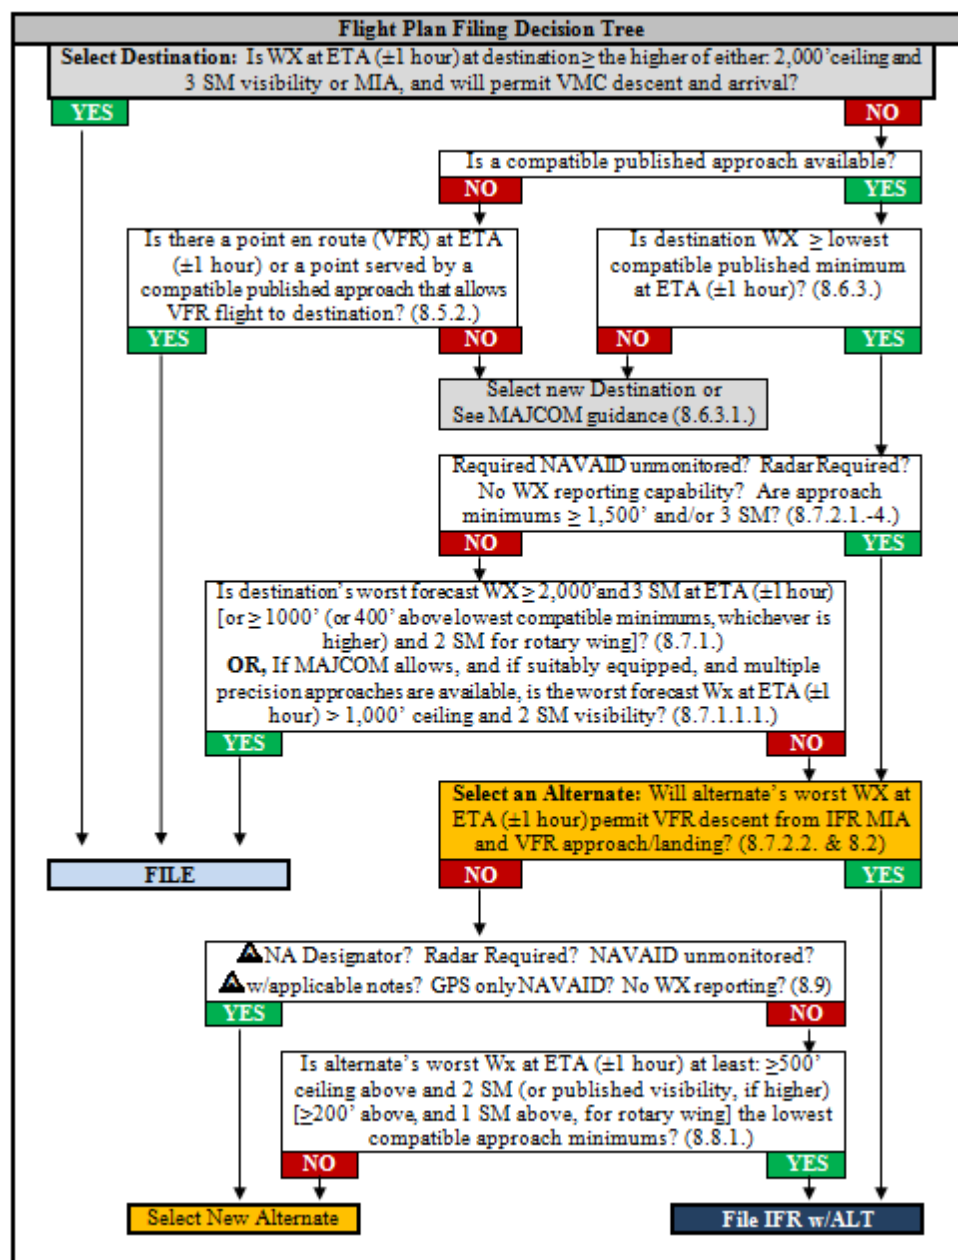 Flight Plan Filing Decision Tree
Select Destination: Is WX at ETA (±1 hour) at destination ≥ the higher of either: 2,000'ceiling and
3 SM visibility or MIA, and will permit VMC descent and arrival?
YES
NO
Is a compatible published approach available?
NO
YES
Is there a point en route (VFR) at ETA
(±1 hour) or a point served by a
compatible published approach that allows
VFR flight to destination? (8.5.2.)
YES
NO
Is destination WX ≥ lowest
compatible published minimum
at ETA (±1 hour)? (8.6.3.)
NO
YES
Select new Destination or
See MAJCOM guidance (8.6.3.1.)
Required NAVAID unmonitored? Radar Required?
No WX reporting capability? Are approach
minimums ≥ 1,500' and/or 3 SM? (8.7.2.1.-4.)
NO
YES
Is destination's worst forecast WX ≥ 2,000'and 3 SM at ETA (±1 hour)
[or ≥ 1000' (or 400' above lowest compatible minimums, whichever is
higher) and 2 SM for rotary wing]? (8.7.1.)
OR, If MAJCOM allows, and if suitably equipped, and multiple
precision approaches are available, is the worst forecast Wx at ETA (±1
hour) > 1,000' ceiling and 2 SM visibility? (8.7.1.1.1.)
YES
NO
Select an Alternate: Will alternate's worst WX at
ETA (±1 hour) permit VFR descent from IFR MIA
and VFR approach/landing? (8.7.2.2. & 8.2)
FILE
NO
YES
A NA Designator? Radar Required? NAVAID unmonitored?
A w/applicable notes? GPS only NAVAID? No WX reporting? (8.9)
YES
NO
Is alternate's worst Wx at ETA (±1 hour) at least: ≥500'
ceiling above and 2 SM (or published visibility, if higher)
[≥200' above, and 1 SM above, for rotary wing] the lowest
compatible approach minimums? (8.8.1.)
NO
YES
Select New Alternate
File IFR w/ALT